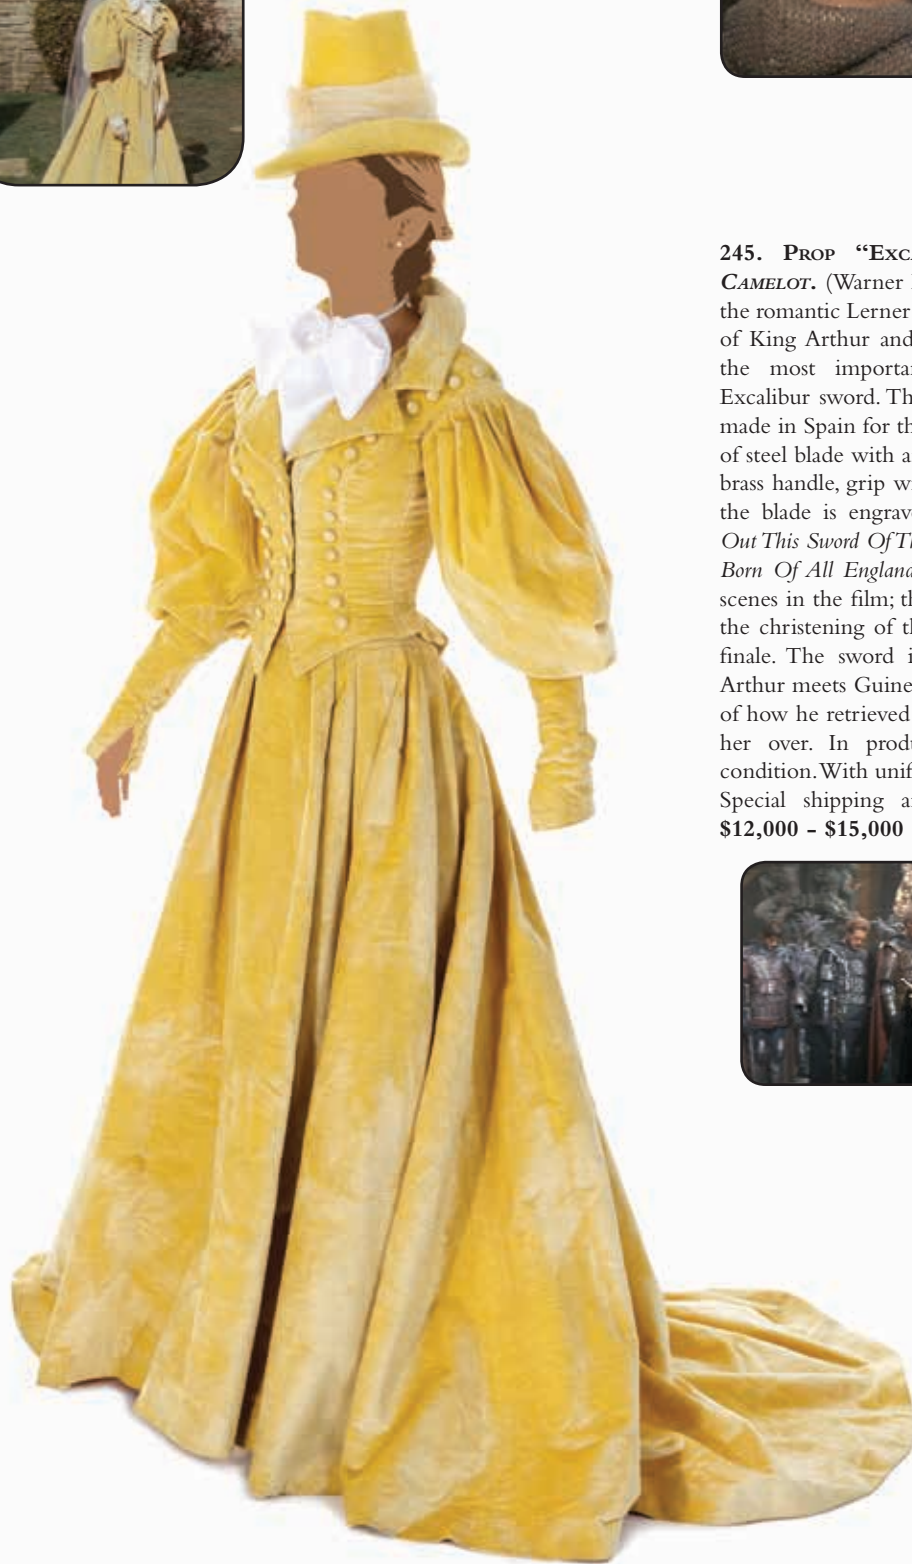 245. PROP “EXC
CAMELOT. (Warner
the romantic Lerner
of King Arthur and
the most importa
Excalibur sword. Th
made in Spain for th
of steel blade with a
brass handle, grip w
the blade is engrav
Out This Sword Of Th
Born Of All England
scenes in the film; th
the christening of th
finale. The sword i
Arthur meets Guine
of how he retrieved
her over. In prod
condition. With unif
Special shipping a
$12,000 - $15,000